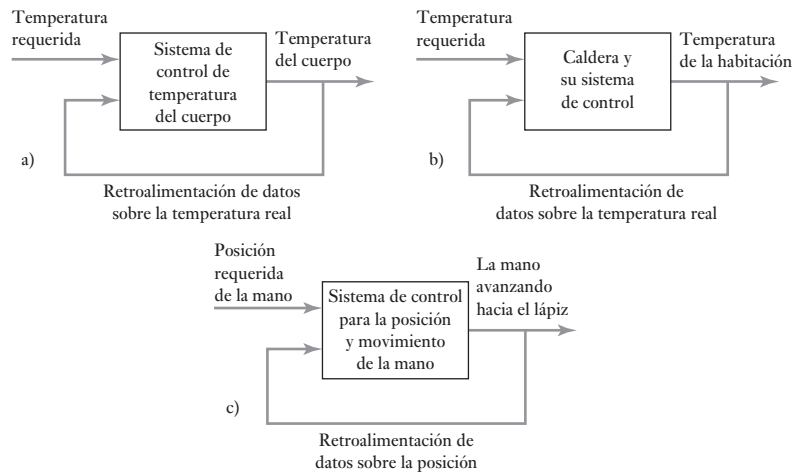 Temperatura
requerida
Sistema de
control de
temperatura
del cuerpo
Temperatura
del cuerpo
a)
Retroalimentación de datos
sobre la temperatura real
Temperatura
requerida
Caldera y
su sistema
de control
Temperatura
de la habitación
b)
Retroalimentación de
datos sobre la temperatura real
Posición
requerida
de la mano
Sistema de control
para la posición
y movimiento
de la mano
La mano
avanzando
hacia el lápiz
c)
Retroalimentación de
datos sobre la posición